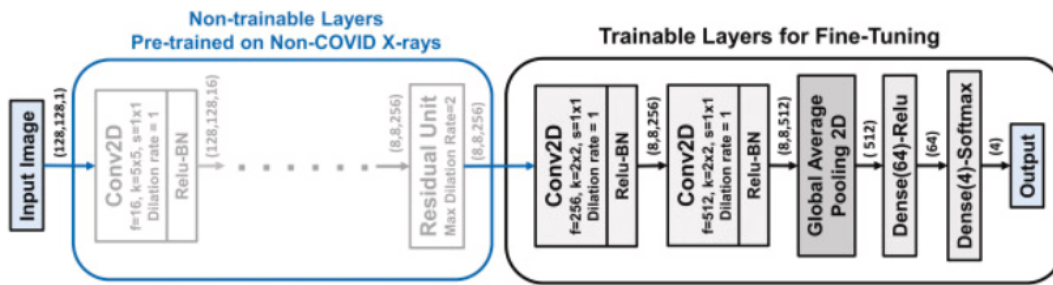 Non-trainable Layers
Pre-trained on Non-COVID X-rays
Trainable Layers for Fine-Tuning
Input Image
(128,128,1)
Conv2D
f=16, k=5x5, s=1x1
Dilation rate = 1
Relu-BN
(128,128,16)
(8,8,256)
Residual Unit
Max Dilation Rate=2
(8,8,256)
Conv2D
f=256, k=2x2, s=1x1
Dilation rate = 1
Relu-BN
(8,8,256)
Conv2D
f=512, k=2x2, s=1x1
Dilation rate = 1
Relu-BN
(8,8,512)
Global Average
Pooling 2D
(512)
Dense(64)-Relu
(64)
Dense(4)-Softmax
(4)
Output